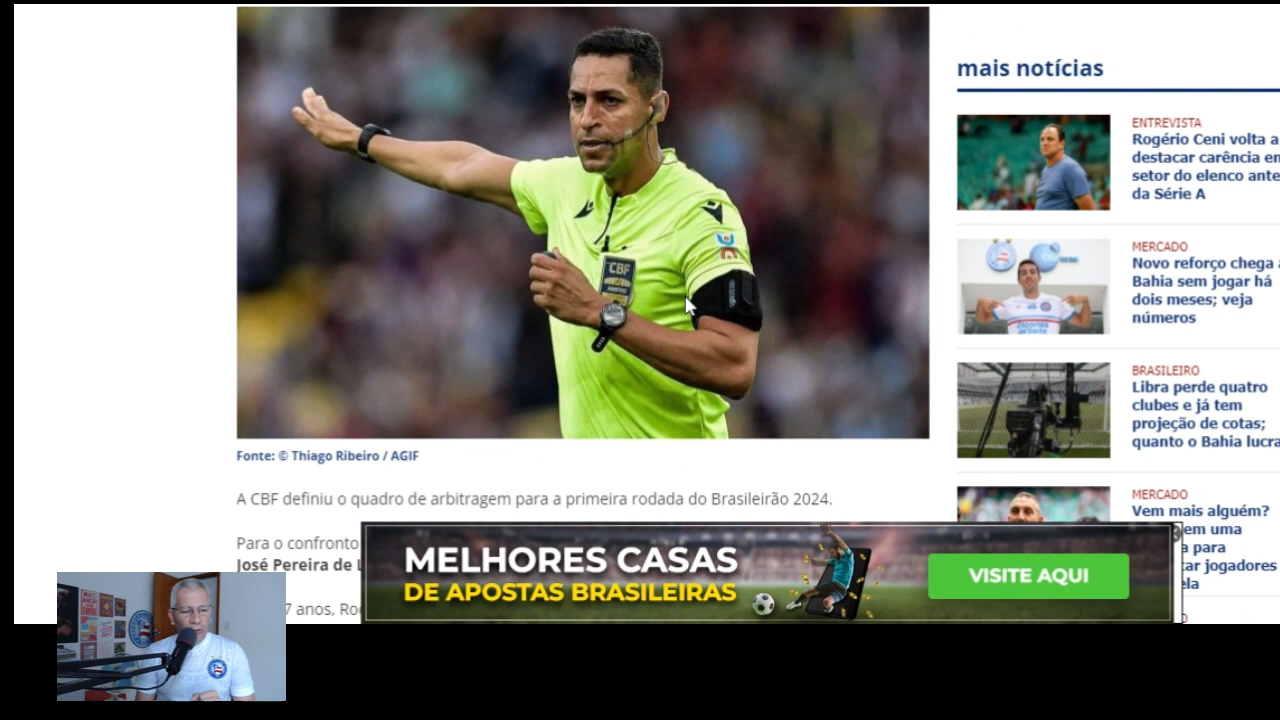 CBF
Fonte: © Thiago Ribeiro / AGIF
A CBF definiu o quadro de arbitragem para a primeira rodada do Brasileirão 2024.
Para o confronto
José Pereira de L
7 anos, Ro
MELHORES CASAS
DE APOSTAS BRASILEIRAS
VISITE AQUI
mais notícias
ENTREVISTA
Rogério Ceni volta a
destacar carência en
setor do elenco ante
da Série A
MERCADO
Novo reforço chega a
Bahia sem jogar há
dois meses; veja
números
BRASILEIRO
Libra perde quatro
clubes e já tem
projeção de cotas;
quanto o Bahia lucra
MERCADO
Vem mais alguém?
em uma
a para
tar jogadores
ela